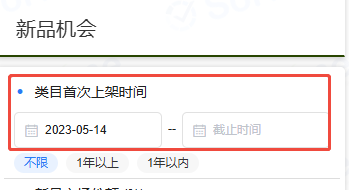 新品机会
类目首次上架时间
2023-05-14 -- 截止时间
不限 1年以上 1年以内